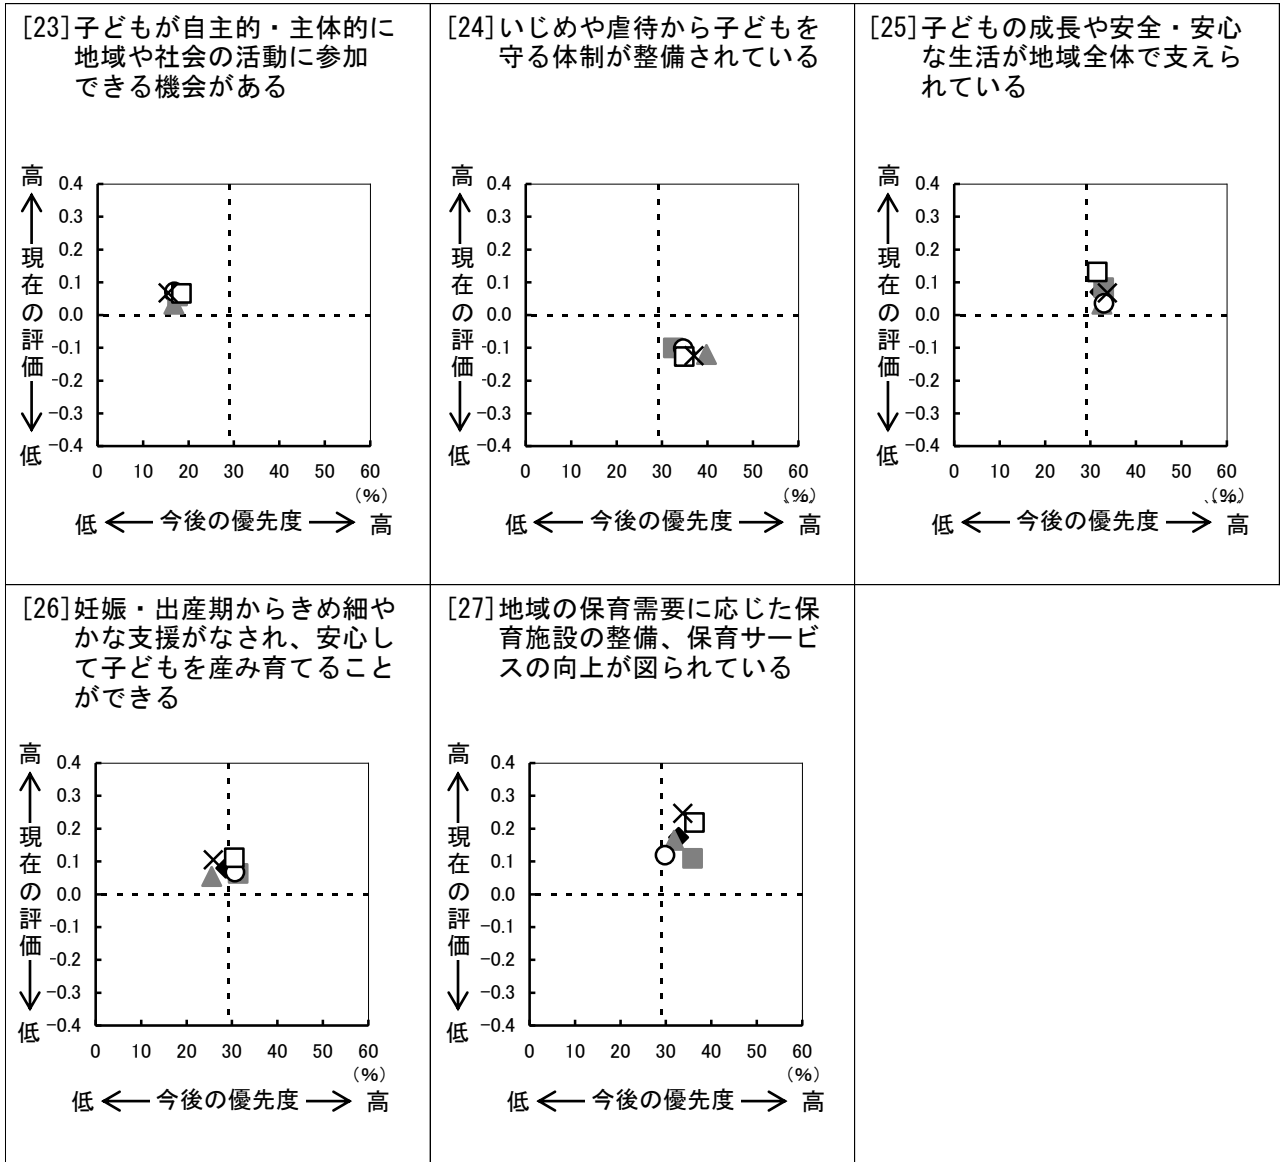 [23]子どもが自主的・主体的に
地域や社会の活動に参加
できる機会がある
高
現在の評価
低
0.4
0.3
0.2
0.1
0.0
-0.1
-0.2
-0.3
-0.4
0 10 20 30 40 50 60
(%)
低 今後の優先度 高
[24]いじめや虐待から子どもを
守る体制が整備されている
高
現在の評価
低
0.4
0.3
0.2
0.1
0.0
-0.1
-0.2
-0.3
-0.4
0 10 20 30 40 50 60
(%)
低 今後の優先度 高
[25]子どもの成長や安全・安心
な生活が地域全体で支えら
れている
高
現在の評価
低
0.4
0.3
0.2
0.1
0.0
-0.1
-0.2
-0.3
-0.4
0 10 20 30 40 50 60
(%)
低 今後の優先度 高
[26]妊娠・出産期からきめ細や
かな支援がなされ、安心し
て子どもを産み育てること
ができる
高
現在の評価
低
0.4
0.3
0.2
0.1
0.0
-0.1
-0.2
-0.3
-0.4
0 10 20 30 40 50 60
(%)
低 今後の優先度 高
[27]地域の保育需要に応じた保
育施設の整備、保育サービ
スの向上が図られている
高
現在の評価
低
0.4
0.3
0.2
0.1
0.0
-0.1
-0.2
-0.3
-0.4
0 10 20 30 40 50 60
(%)
低 今後の優先度 高